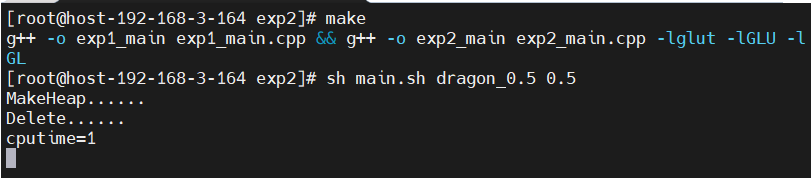 [root@host-192-168-3-164 exp2]# make
g++ -o exp1_main exp1_main.cpp && g++ -o exp2_main exp2_main.cpp -lglut -lGLU -l
GL
[root@host-192-168-3-164 exp2]# sh main.sh dragon_0.5 0.5
MakeHeap......
Delete......
cputime=1